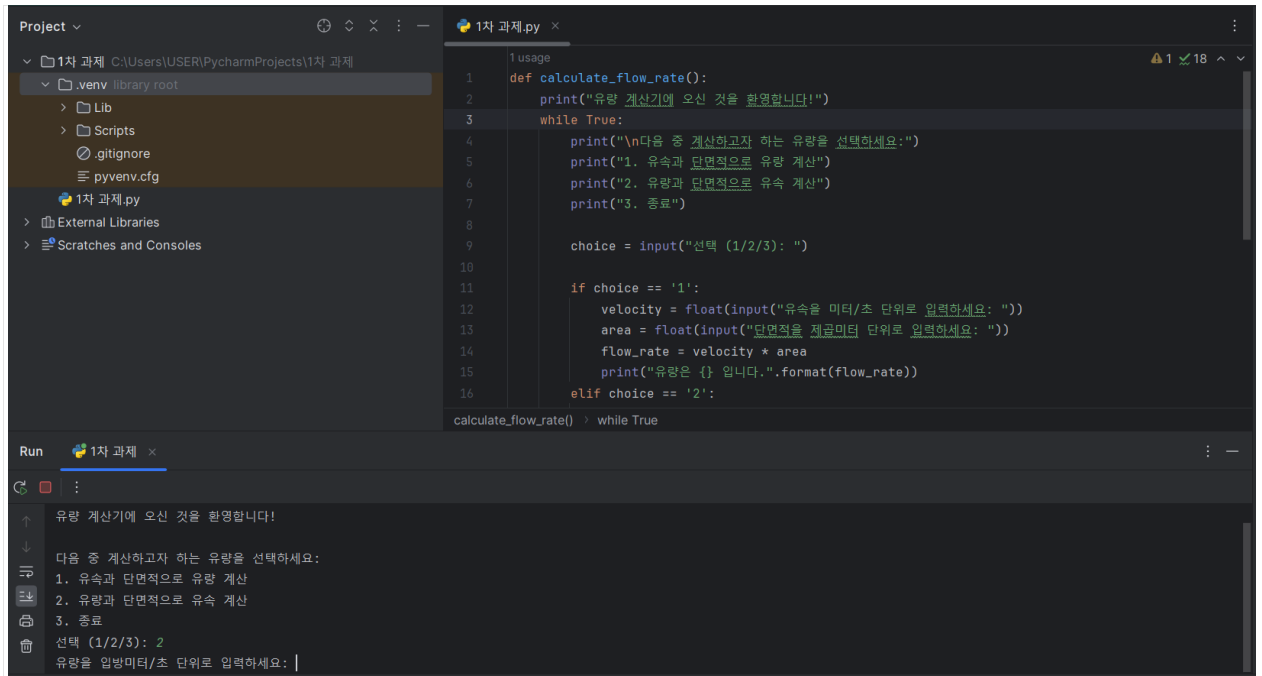 Project
1차 과제 C:\Users\USER\PycharmProjects\1차 과제
.venv library root
Lib
Scripts
.gitignore
pyvenv.cfg
1차 과제.py
External Libraries
Scratches and Consoles
1차 과제.py
1 usage
1 18
1 def calculate_flow_rate():
2 print("유량 계산기에 오신 것을 환영합니다!")
3 while True:
4 print("\n다음 중 계산하고자 하는 유량을 선택하세요:")
5 print("1. 유속과 단면적으로 유량 계산")
6 print("2. 유량과 단면적으로 유속 계산")
7 print("3. 종료")
8
9 choice = input("선택 (1/2/3): ")
10
11 if choice == '1':
12 velocity = float(input("유속을 미터/초 단위로 입력하세요: "))
13 area = float(input("단면적을 제곱미터 단위로 입력하세요: "))
14 flow_rate = velocity * area
15 print("유량은 {} 입니다.".format(flow_rate))
16 elif choice == '2':
calculate_flow_rate() > while True
Run 1차 과제
유량 계산기에 오신 것을 환영합니다!
다음 중 계산하고자 하는 유량을 선택하세요:
1. 유속과 단면적으로 유량 계산
2. 유량과 단면적으로 유속 계산
3. 종료
선택 (1/2/3): 2
유량을 입방미터/초 단위로 입력하세요: